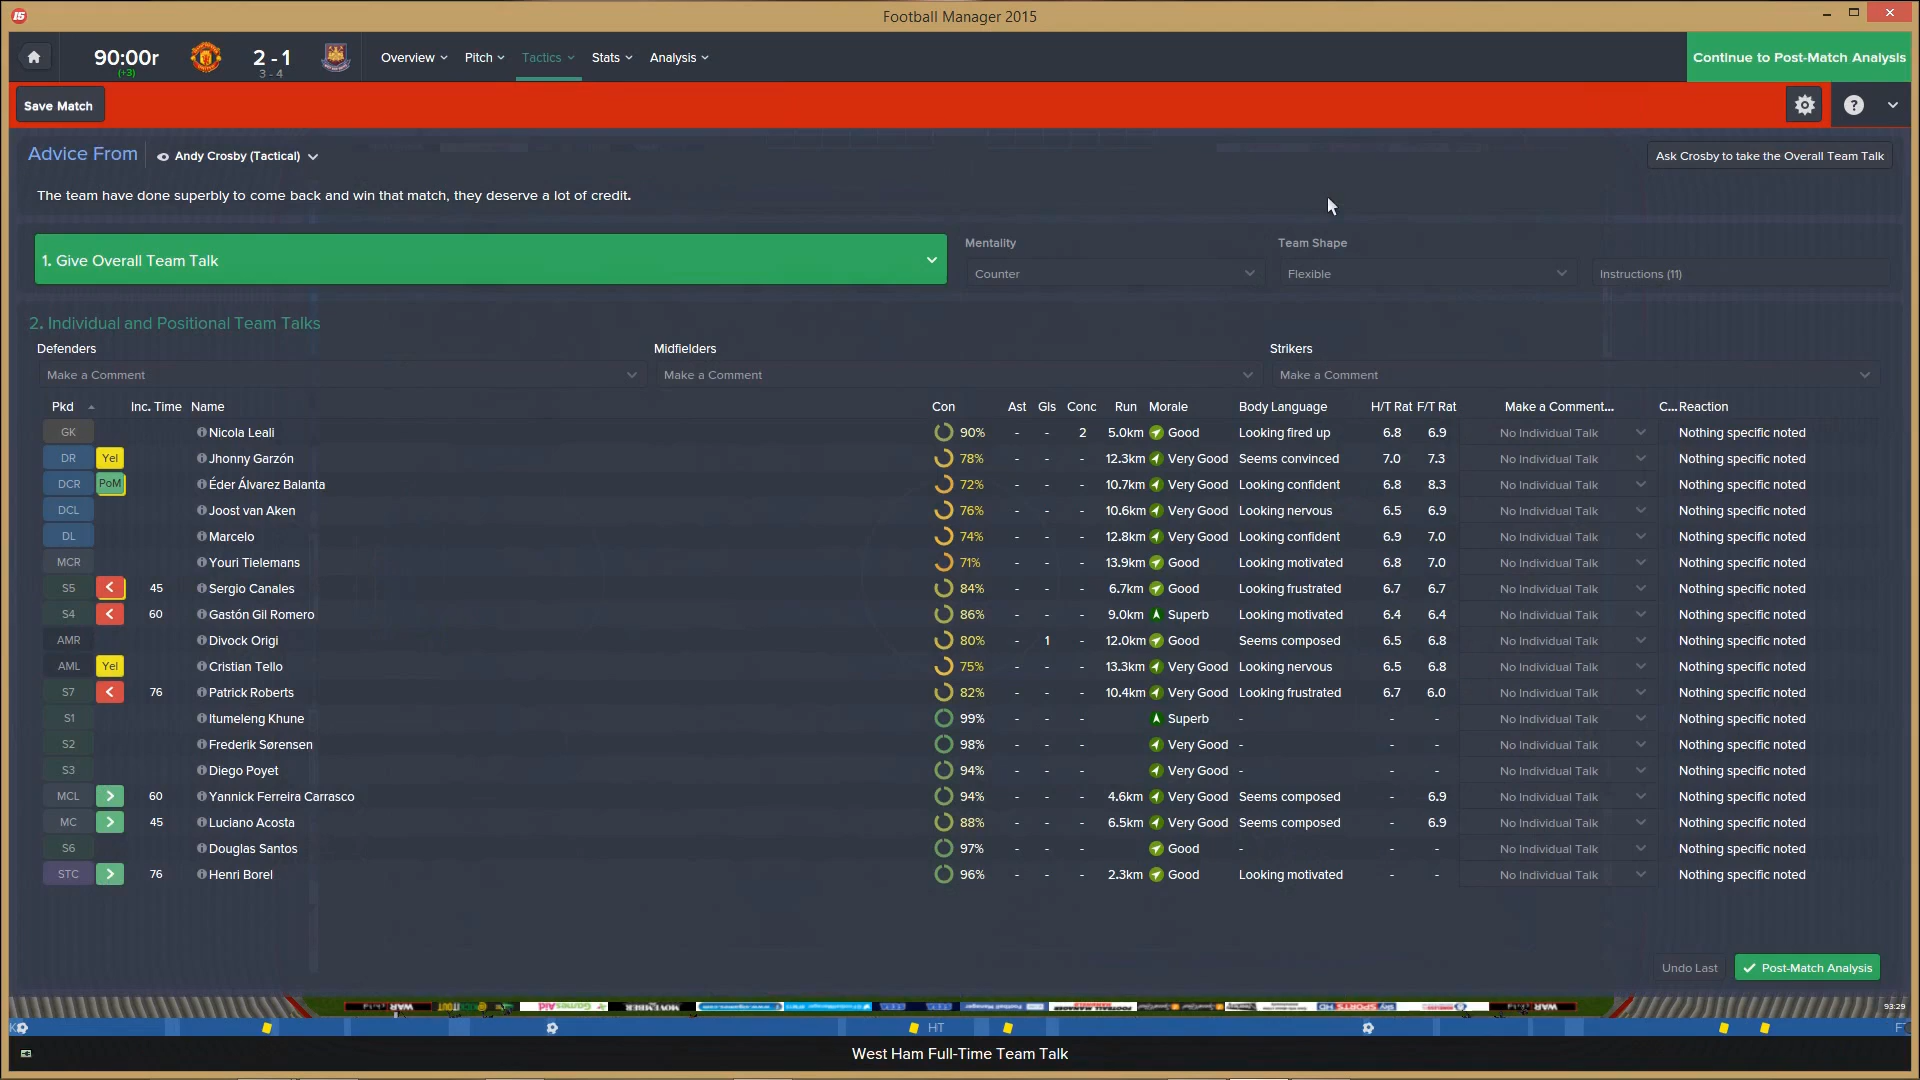 Football Manager 2015
90:00r
(+3)
2 - 1
3 - 4
Overview
Pitch
Tactics
Stats
Analysis
Continue to Post-Match Analysis
Save Match
?
Advice From
Andy Crosby (Tactical)
Ask Crosby to take the Overall Team Talk
The team have done superbly to come back and win that match, they deserve a lot of credit.
1. Give Overall Team Talk
Mentality
Counter
Team Shape
Flexible
Instructions (11)
2. Individual and Positional Team Talks
Defenders Midfielders Strikers
Make a Comment Make a Comment Make a Comment
Pkd Inc. Time Name Con Ast Gls Conc Run Morale Body Language H/T Rat F/T Rat Make a Comment... C... Reaction
GK Nicola Leali 90% - - 2 5.0km Good Looking fired up 6.8 6.9 No Individual Talk Nothing specific noted
DR Yel Jhonny Garzón 78% - - - 12.3km Very Good Seems convinced 7.0 7.3 No Individual Talk Nothing specific noted
DCR PoM Éder Álvarez Balanta 72% - - - 10.7km Very Good Looking confident 6.8 8.3 No Individual Talk Nothing specific noted
DCL Joost van Aken 76% - - - 10.6km Very Good Looking nervous 6.5 6.9 No Individual Talk Nothing specific noted
DL Marcelo 74% - - - 12.8km Very Good Looking confident 6.9 7.0 No Individual Talk Nothing specific noted
MCR Youri Tielemans 71% - - - 13.9km Good Looking motivated 6.8 7.0 No Individual Talk Nothing specific noted
S5 45 Sergio Canales 84% - - - 6.7km Good Looking frustrated 6.7 6.7 No Individual Talk Nothing specific noted
S4 60 Gastón Gil Romero 86% - - - 9.0km Superb Looking motivated 6.4 6.4 No Individual Talk Nothing specific noted
AMR Divock Origi 80% - 1 - 12.0km Good Seems composed 6.5 6.8 No Individual Talk Nothing specific noted
AML Yel Cristian Tello 75% - - - 13.3km Very Good Looking nervous 6.5 6.8 No Individual Talk Nothing specific noted
S7 76 Patrick Roberts 82% - - - 10.4km Very Good Looking frustrated 6.7 6.0 No Individual Talk Nothing specific noted
S1 Itumeleng Khune 99% - - - Superb - - - No Individual Talk Nothing specific noted
S2 Frederik Sørensen 98% - - - Very Good - - - No Individual Talk Nothing specific noted
S3 Diego Poyet 94% - - - Very Good - - - No Individual Talk Nothing specific noted
MCL 60 Yannick Ferreira Carrasco 94% - - - 4.6km Very Good Seems composed - 6.9 No Individual Talk Nothing specific noted
MC 45 Luciano Acosta 88% - - - 6.5km Very Good Seems composed - 6.9 No Individual Talk Nothing specific noted
S6 Douglas Santos 97% - - - Good - - - No Individual Talk Nothing specific noted
STC 76 Henri Borel 96% - - - 2.3km Good Looking motivated - - No Individual Talk Nothing specific noted
Undo Last
Post-Match Analysis
93:29
HT
West Ham Full-Time Team Talk